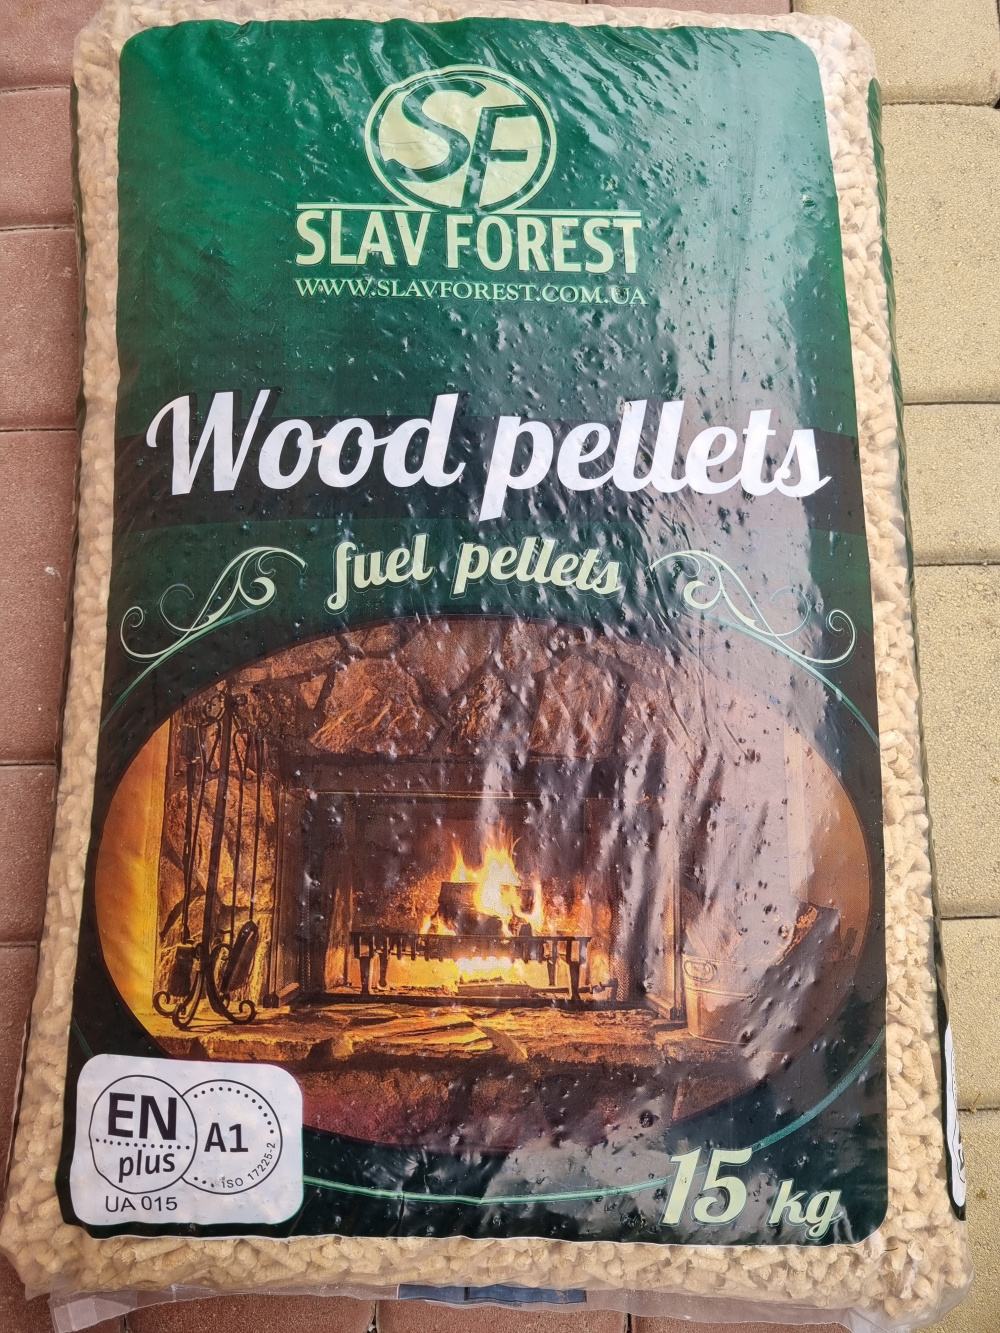 SF
SLAV FOREST
WWW.SLAVFOREST.COM.UA
Wood pellets
fuel pellets
EN
plus
A1
ISO 17225-2
UA 015
15 kg